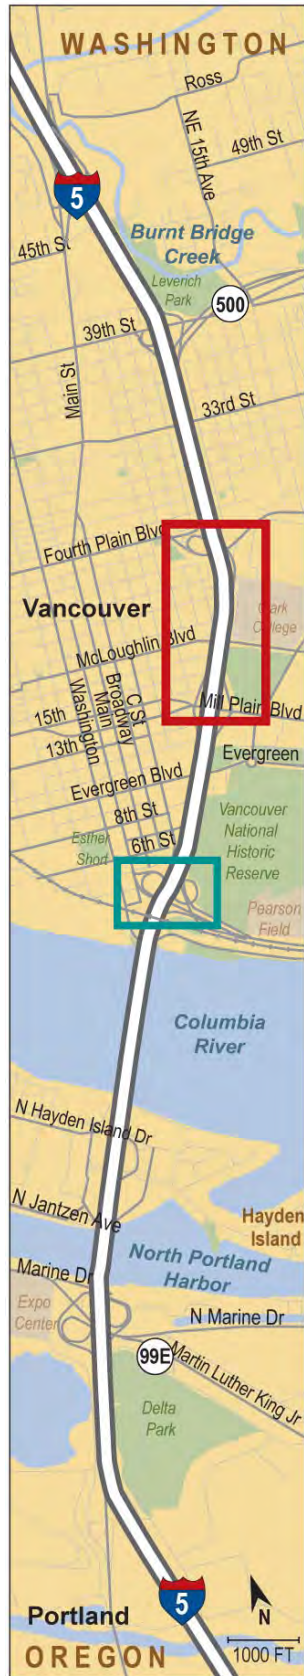 WASHINGTON
Ross
NE 15th Ave
49th St
5
45th St
Burnt Bridge
Creek
Leverich
Park
500
39th St
Main St
33rd St
Fourth Plain Blvd
Vancouver
Clark
College
McLoughlin Blvd
C St
Broadway
Main
Washington
15th
Mill Plain Blvd
13th
Evergreen
Evergreen Blvd
8th St
Vancouver
National
Historic
Reserve
Esther
Short
6th St
Pearson
Field
Columbia
River
N Hayden Island Dr
N Jantzen Ave
Hayden
Island
North Portland
Harbor
Marine Dr
Expo
Center
N Marine Dr
99E
Martin Luther King Jr
Delta
Park
5
N
Portland
1000 FT
OREGON